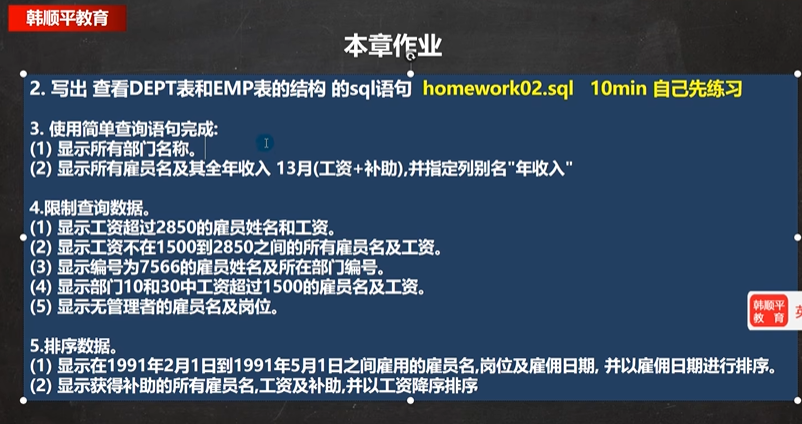 韩顺平教育
本章作业
2. 写出 查看DEPT表和EMP表的结构 的sql语句 homework02.sql 10min 自己先练习
3. 使用简单查询语句完成:
(1) 显示所有部门名称。
(2) 显示所有雇员名及其全年收入 13月(工资+补助),并指定列别名"年收入"
4.限制查询数据。
(1) 显示工资超过2850的雇员姓名和工资。
(2) 显示工资不在1500到2850之间的所有雇员名及工资。
(3) 显示编号为7566的雇员姓名及所在部门编号。
(4) 显示部门10和30中工资超过1500的雇员名及工资。
(5) 显示无管理者的雇员名及岗位。
韩顺平
教 育
英
5.排序数据。
(1) 显示在1991年2月1日到1991年5月1日之间雇用的雇员名,岗位及雇佣日期, 并以雇佣日期进行排序。
(2) 显示获得补助的所有雇员名,工资及补助,并以工资降序排序